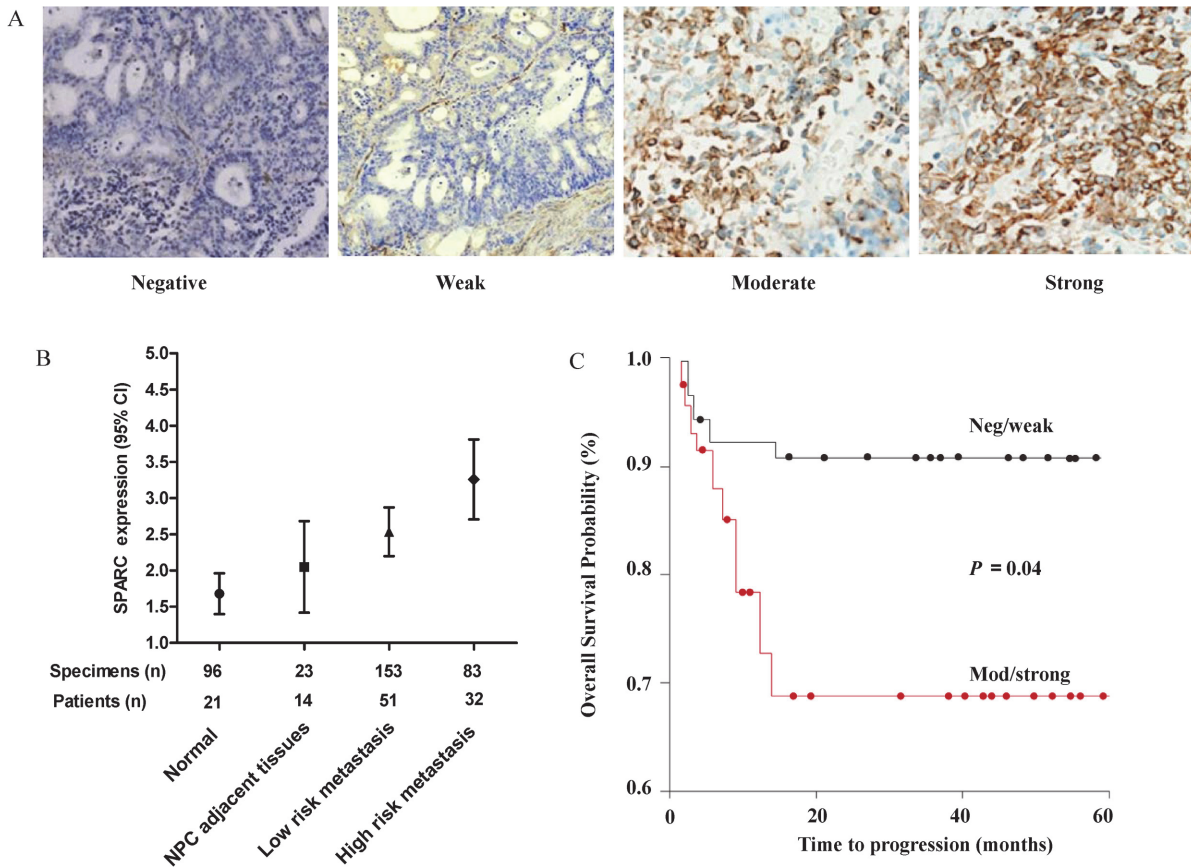 A
Negative
Weak
Moderate
Strong
B
SPARC expression (95% CI)
5.0
4.5
4.0
3.5
3.0
2.5
2.0
1.5
1.0
Specimens (n) 96 23 153 83
Patients (n) 21 14 51 32
Normal
NPC adjacent tissues
Low risk metastasis
High risk metastasis
C
Overall Survival Probability (%)
1.0
0.9
0.8
0.7
0.6
Neg/weak
P = 0.04
Mod/strong
0 20 40 60
Time to progression (months)